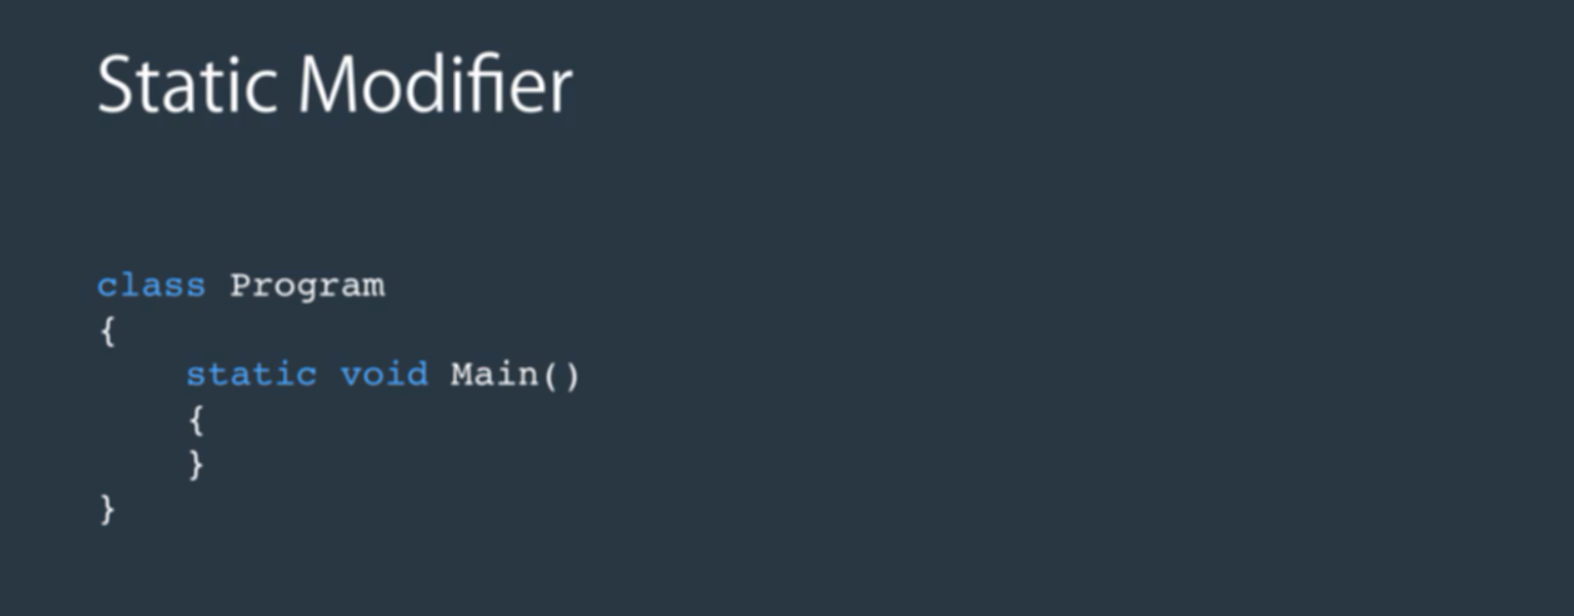 Static Modifier
class Program
{
    static void Main()
    {
    }
}